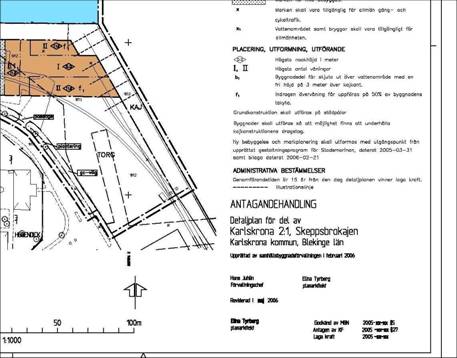 x Marken skall vara tillgänglig för allmän gång- och
cykeltrafik.
x₁ Vattenområdet samt bryggor skall vara tillgängligt för
allmänheten.
PLACERING, UTFORMNING, UTFÖRANDE
Högsta nockhöjd i meter
I, II Högsta antal våningar
b₁ Byggnadsdel får skjuta ut över vattenområde med en
fri höjd på 3 meter över kajkant.
f₁ Indragen övervåning får uppföras på 50% av byggnadens
takyta.
Grundkonstruktion skall utföras på stödpålar
Byggnader skall utföras så att möjlighet finns att underhålla
kajkonstruktionens dragstag.
Ny bebyggelse och markplanering skall utformas med utgångspunkt från
upprättat gestaltningsprogram för Skeddemarinan, daterat 2005-03-31
samt bilaga daterat 2006-02-21
ADMINISTRATIVA BESTÄMMELSER
Genomförandetiden är 15 år från den dag detaljplanen vinner laga kraft.
Illustrationslinje
ANTAGANDEHANDLING
Detaljplan för del av
Karlskrona 2:1, Skeppsbrokajen
Karlskrona kommun, Blekinge län
Upprättad av samhällsbyggnadsförvaltningen i februari 2006
Hans Juhlin
Förvaltningschef
Elina Tyrberg
planarkitekt
Reviderad i maj 2006
Elina Tyrberg
planarkitekt
Godkänd av MBN 2005-xx-xx
Antagen av KF 2005-xx-xx §27
Laga kraft 2005-xx-xx
KAJ
TORG
50
100m
1:1000